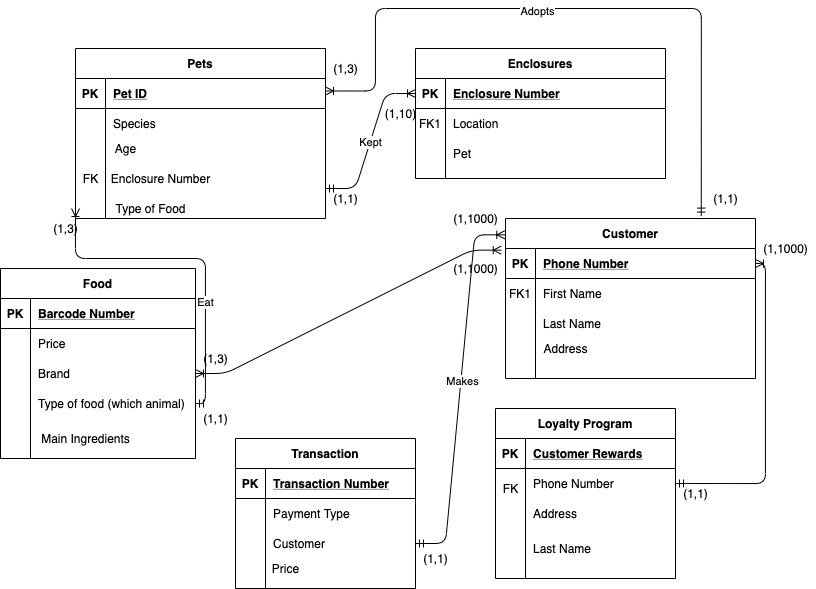 Adopts
Pets
(1,3)
Enclosures
PK Pet ID
PK Enclosure Number
(1,10)
Species
FK1 Location
Age
Kept
Pet
FK Enclosure Number
(1,1)
(1,1)
Type of Food
(1,3)
(1,1000)
Customer
(1,1000)
(1,1000)
PK Phone Number
Food
FK1 First Name
Eat
PK Barcode Number
Last Name
Price
Address
(1,3)
Brand
Makes
Type of food (which animal)
(1,1)
Loyalty Program
Main Ingredients
Transaction
PK Customer Rewards
PK Transaction Number
FK Phone Number
(1,1)
Payment Type
Address
Customer
Last Name
(1,1)
Price